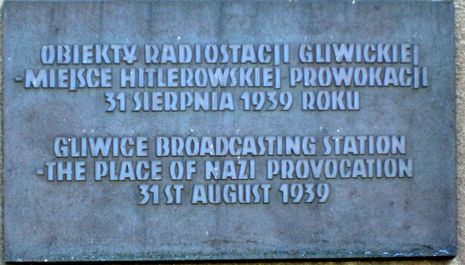 OBIEKTY RADIOSTACJI GLIWICKIEJ
-MIEJSCE HITLEROWSKIEJ PROWOKACJI
31 SIERPNIA 1939 ROKU
GLIWICE BROADCASTING STATION
-THE PLACE OF NAZI PROVOCATION
31 ST AUGUST 1939